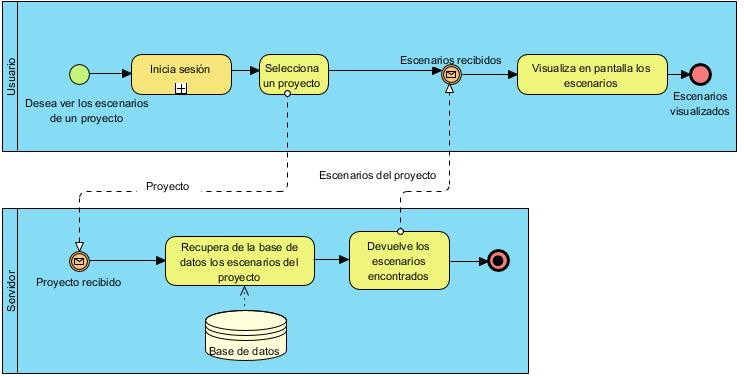 Usuario
Desea ver los escenarios
de un proyecto
Inicia sesión
Selecciona
un proyecto
Escenarios recibidos
Visualiza en pantalla los
escenarios
Escenarios
visualizados
Proyecto
Escenarios del proyecto
Servidor
Proyecto recibido
Recupera de la base de
datos los escenarios del
proyecto
Devuelve los
escenarios
encontrados
Base de datos